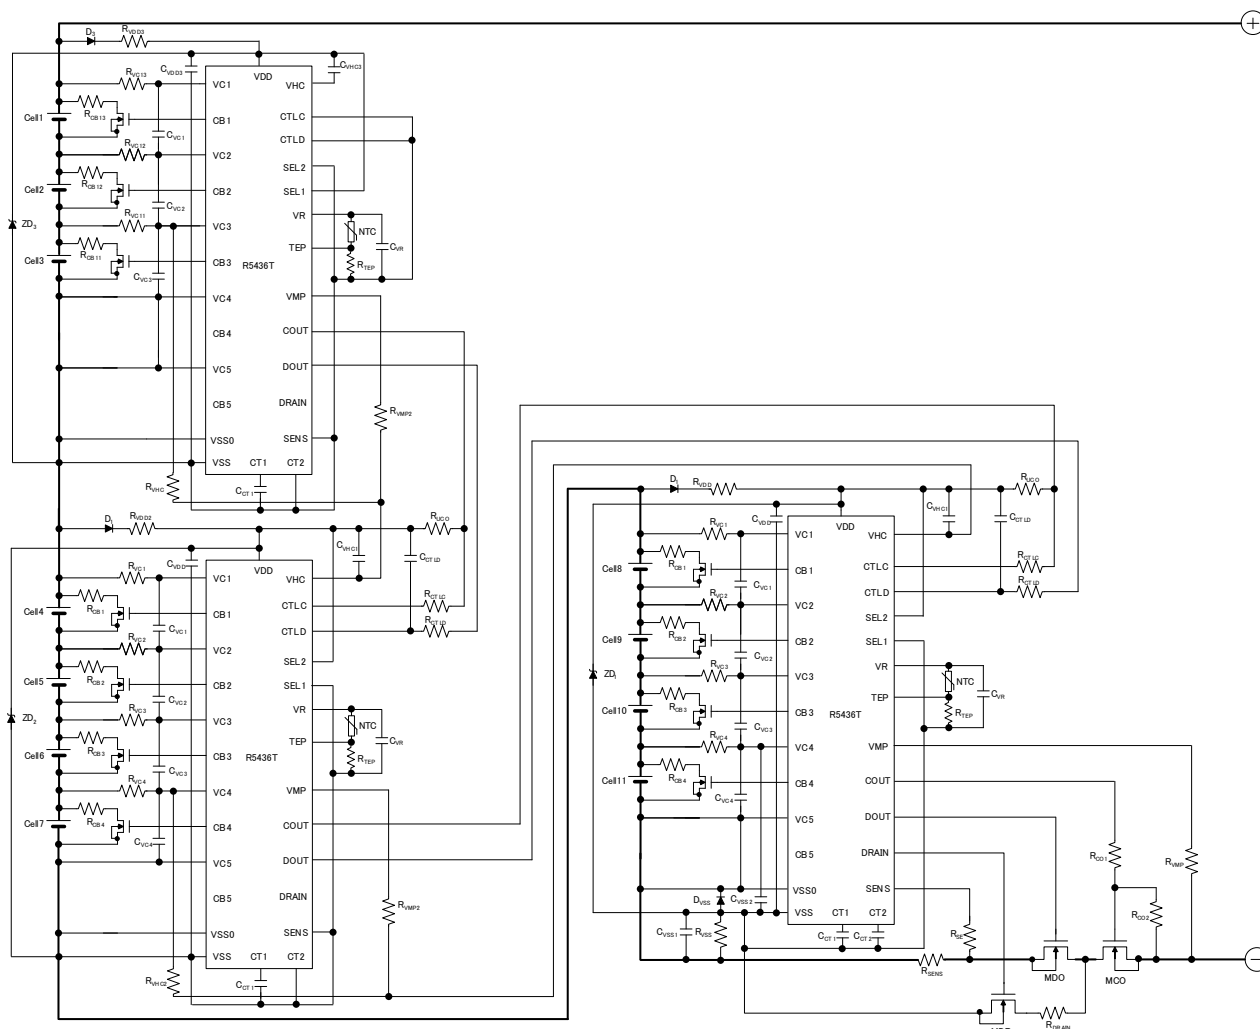 D3
RVDD3
CVDD3
CVHC3
VDD
VHC
RVC13
VC1
CTLC
RCB13
Cell1
CB1
CTLD
CVC1
RVC12
VC2
SEL2
RCB12
Cell2
CB2
SEL1
CVC2
RVC11
VR
ZD3
VC3
NTC
TEP
CVR
RCB11
Cell3
CB3
R5436T
RTEP
CVC3
VC4
VMP
CB4
COUT
VC5
DOUT
CB5
DRAIN
RVMP2
VSS0
SENS
VSS
CT1
CT2
RVHC
CCT1
D1
RVDD2
RUCO
CVDD
CVHC1
CTLD
VDD
RVC1
VC1
VHC
RCB1
CTLC
RCTLC
Cell4
CB1
CVC1
CTLD
RCTLD
RVC2
VC2
SEL2
RCB2
Cell5
CB2
SEL1
CVC2
RVC3
VC3
VR
ZD2
NTC
TEP
CVR
RCB3
Cell6
CB3
R5436T
RTEP
CVC3
RVC4
VC4
VMP
RCB4
Cell7
CB4
COUT
CVC4
VC5
DOUT
CB5
DRAIN
RVMP2
VSS0
SENS
VSS
CT1
CT2
RVHC2
CCT1
D1
RVDD
RUCO
CVDD
CVHC1
CCTLD
VDD
RVC1
VC1
VHC
RCB1
CTLC
RCTLC
Cell8
CB1
CVC1
CTLD
RCTLD
RVC2
VC2
SEL2
RCB2
Cell9
CB2
SEL1
CVC2
RVC3
VC3
VR
ZD1
NTC
TEP
CVR
RCB3
Cell10
CB3
R5436T
RTEP
CVC3
RVC4
VC4
VMP
RCB4
Cell11
CB4
COUT
CVC4
VC5
DOUT
CB5
DRAIN
RCO1
RVMP
DVSS
CVSS2
VSS0
SENS
VSS
CT1
CT2
RCO2
CVSS1
RVSS
CCT1
CCT2
RSE
RSENS
MDO
MCO
RDRAIN